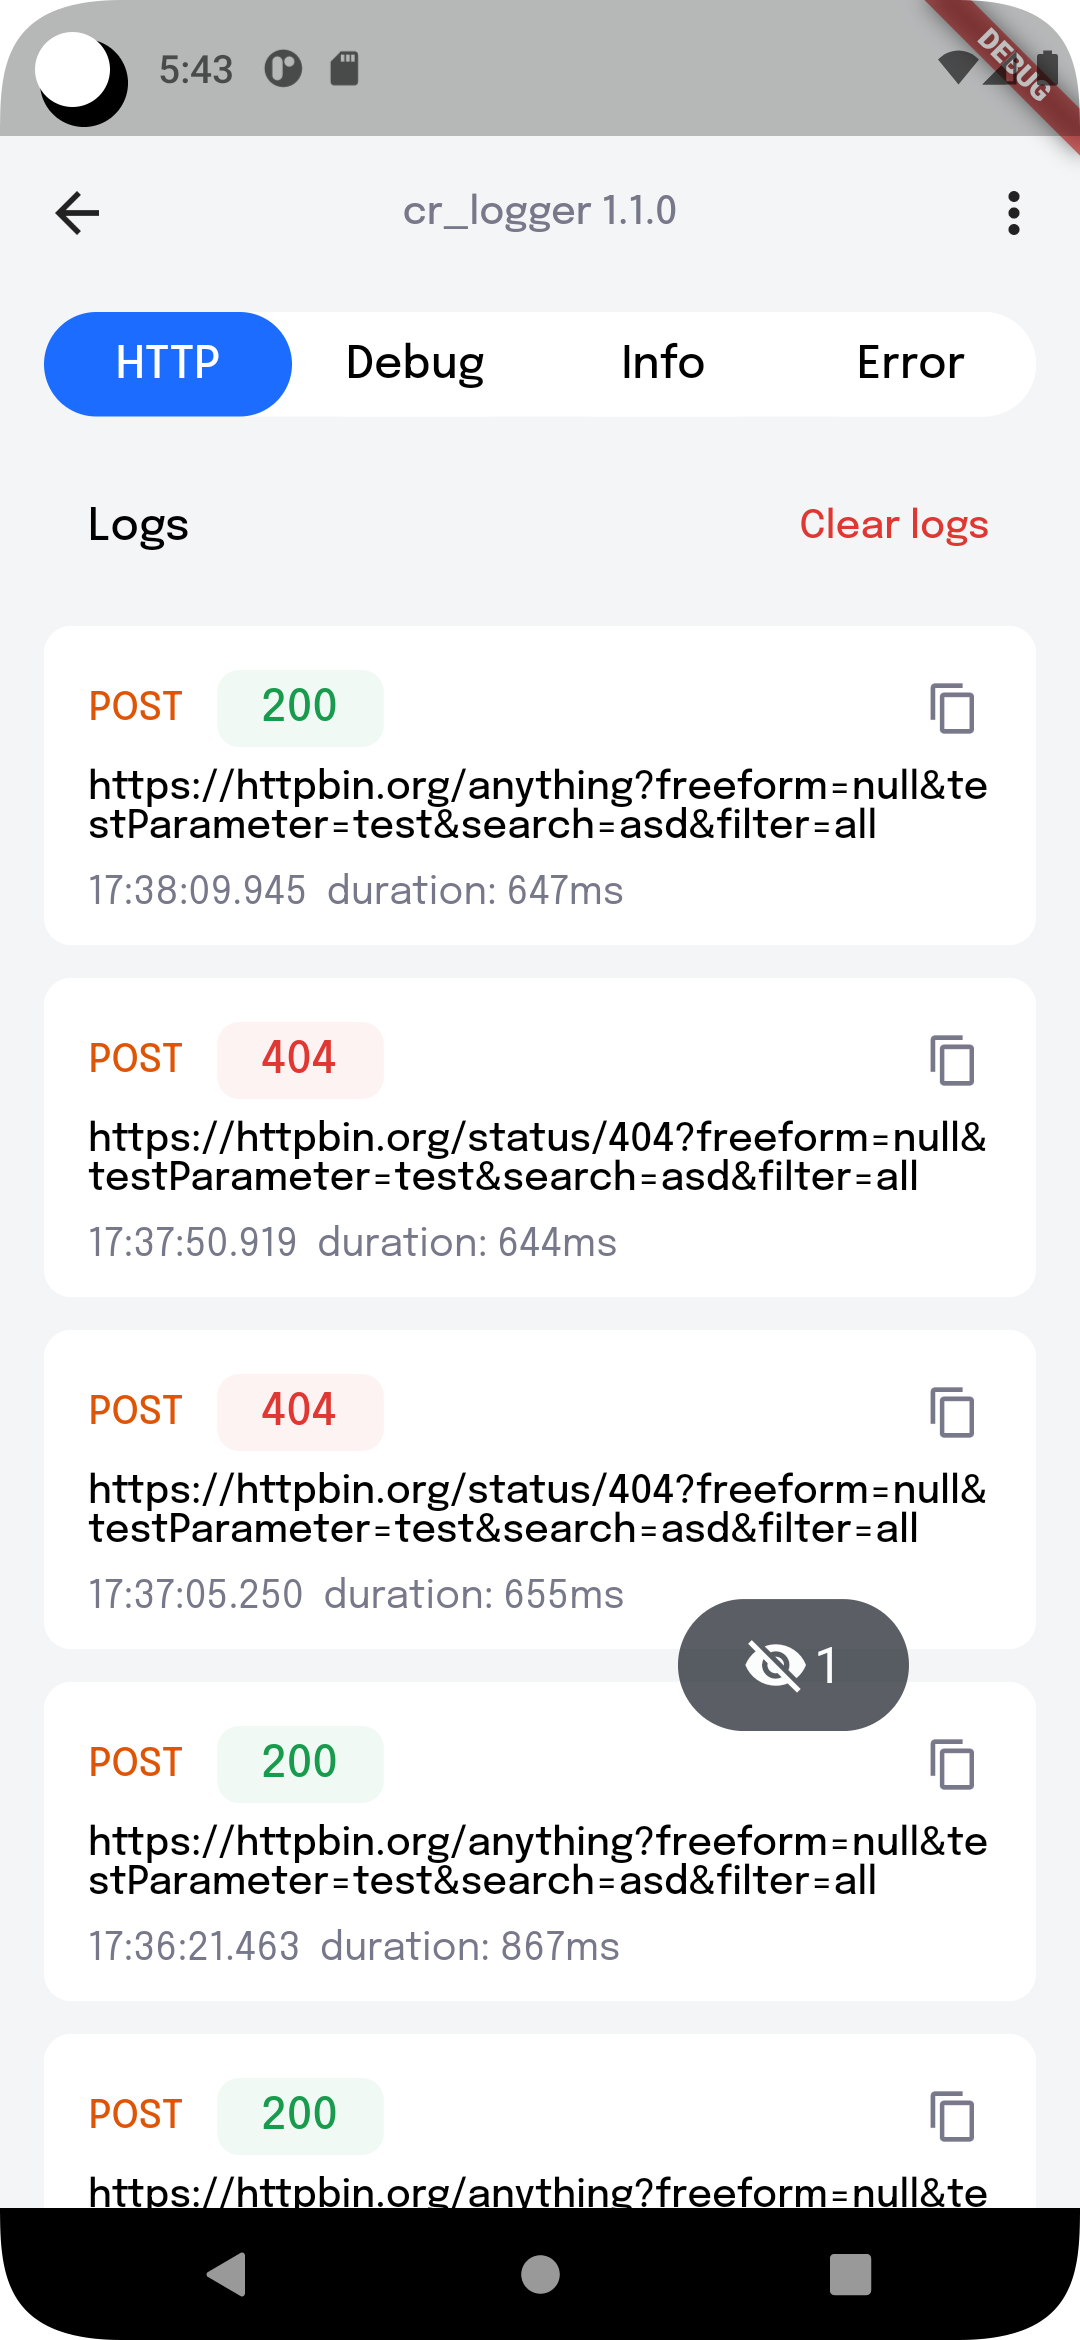 5:43
DEBUG
cr_logger 1.1.0
HTTP Debug Info Error
Logs Clear logs
POST 200
https://httpbin.org/anything?freeform=null&te
stParameter=test&search=asd&filter=all
17:38:09.945 duration: 647ms
POST 404
https://httpbin.org/status/404?freeform=null&
testParameter=test&search=asd&filter=all
17:37:50.919 duration: 644ms
POST 404
https://httpbin.org/status/404?freeform=null&
testParameter=test&search=asd&filter=all
17:37:05.250 duration: 655ms
1
POST 200
https://httpbin.org/anything?freeform=null&te
stParameter=test&search=asd&filter=all
17:36:21.463 duration: 867ms
POST 200
https://httpbin.org/anything?freeform=null&te